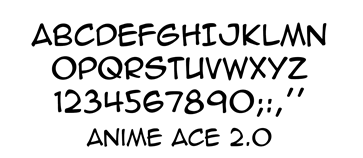 ABCDEFGHIJKLMN
OPQRSTUVWXYZ
1234567890;:,''
ANIME ACE 2.0